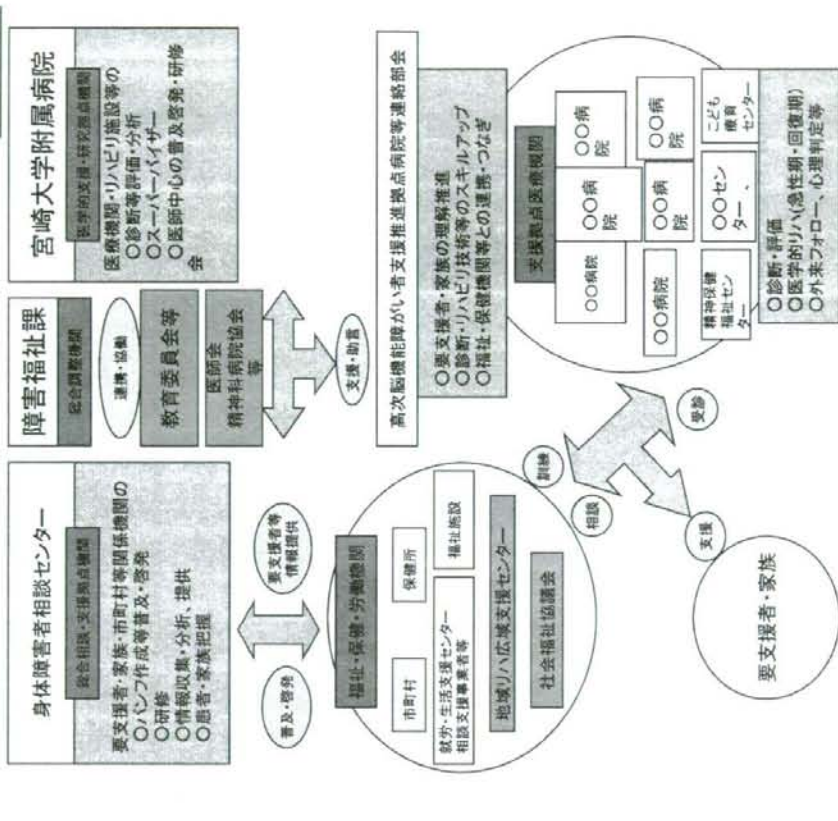 身体障害者相談センター
総合相談・支援拠点機関
要支援者・家族・市町村等関係機関の
○パンフ作成等普及・啓発
○研修
○情報収集・分析、提供
○患者・家族把握
障害福祉課
総合調整機関
連携・協働
教育委員会等
医師会
精神科病院協会
等
宮崎大学附属病院
医学的支援・研究拠点機関
医療機関・リハビリ施設等の
○診断等評価・分析
○スーパーバイザー
○医師中心の普及啓発・研修
会
普及・啓発
要支援者等
情報提供
支援・助言
福祉・保健・労働機関
市町村
保健所
就労・生活支援センター
相談支援事業者等
福祉施設
地域リハ広域支援センター
社会福祉協議会
高次脳機能障がい者支援推進拠点病院等連絡部会
○要支援者・家族の理解推進
○診断・リハビリ技術等のスキルアップ
○福祉・保健機関等との連携・つなぎ
支援拠点医療機関
○○病院
○○病
院
○○病
院
○○病院
○○病
院
○○病
院
精神保健
福祉セン
ター
○○セン
ター、
こども
療育
センター
○診断・評価
○医学的リハ(急性期・回復期)
○外来フォロー、心理判定等
訓練
相談
受診
支援
要支援者・家族